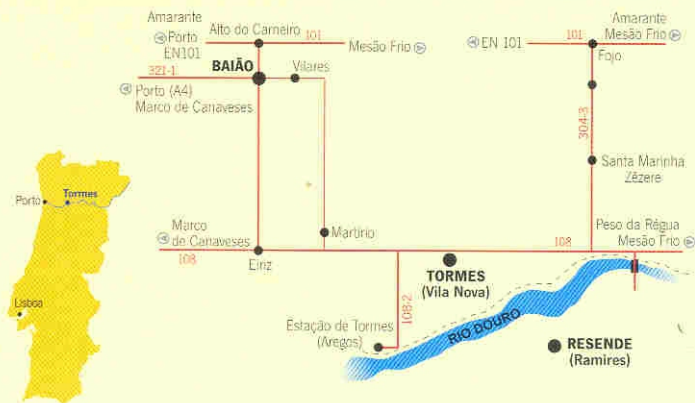 Amarante
Porto
EN101
Alto do Carneiro
101
Mesão Frio
EN 101
101
Amarante
Mesão Frio
Fojo
BAIÃO
Vilares
321-1
Porto (A4)
Marco de Canaveses
304-3
Santa Marinha
Zêzere
Porto
Tormes
Lisboa
Marco
de Canaveses
108
Eiriz
Martírio
108
Peso da Régua
Mesão Frio
TORMES
(Vila Nova)
108-2
Estação de Tormes
(Aregos)
RIO DOURO
RESENDE
(Ramires)